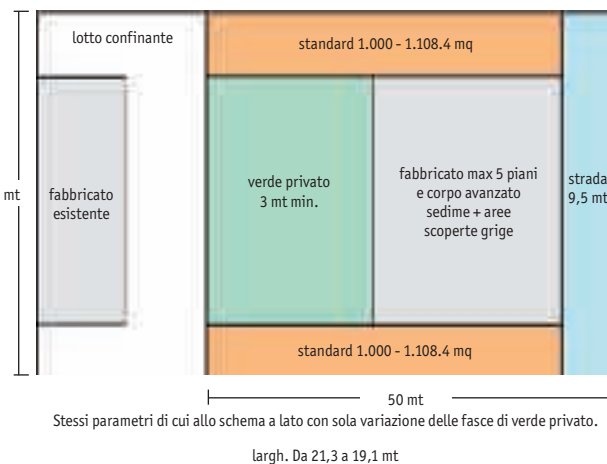 lotto confinante
standard 1.000 - 1.108.4 mq
mt
fabbricato
esistente
verde privato
3 mt min.
fabbricato max 5 piani
e corpo avanzato
sedime + aree
scoperte grige
strada
9,5 mt
standard 1.000 - 1.108.4 mq
50 mt
Stessi parametri di cui allo schema a lato con sola variazione delle fasce di verde privato.
largh. Da 21,3 a 19,1 mt